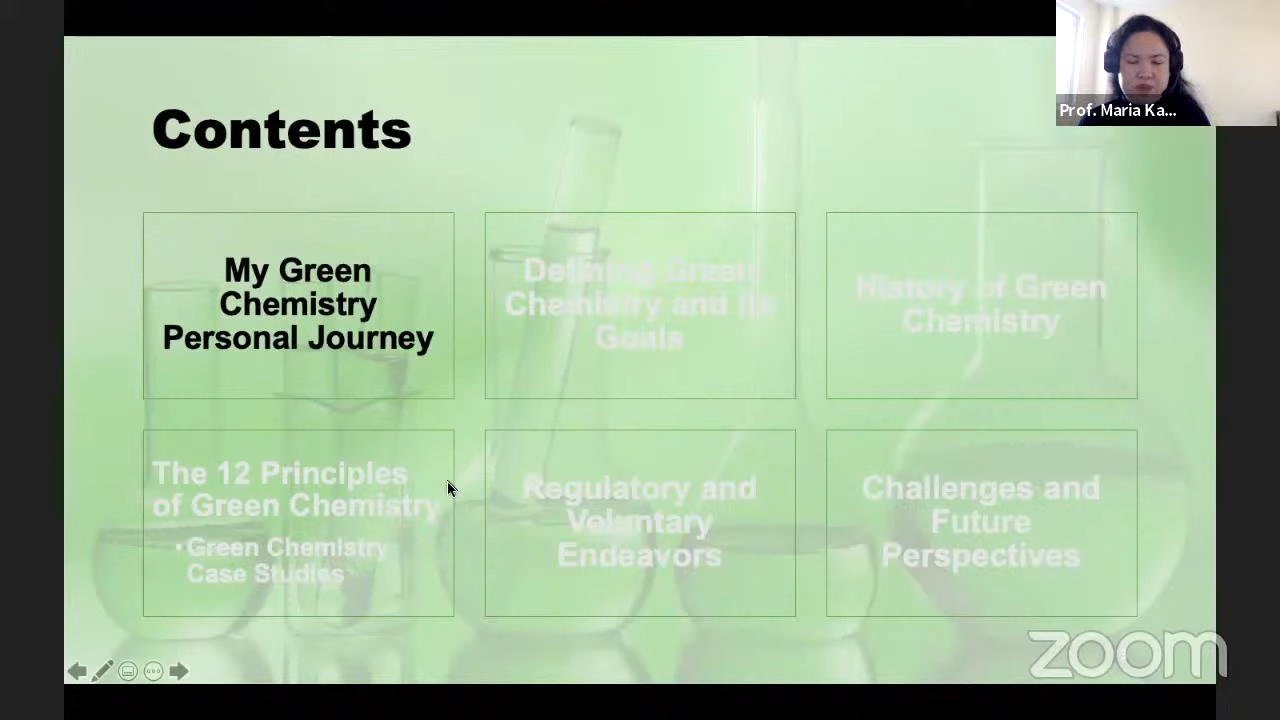 Contents
Prof. Maria Ka...
My Green
Chemistry
Personal Journey
Defining Green
Chemistry and Its
Goals
History of Green
Chemistry
The 12 Principles
of Green Chemistry
• Green Chemistry
Case Studies
Regulatory and
Voluntary
Endeavors
Challenges and
Future
Perspectives
zoom